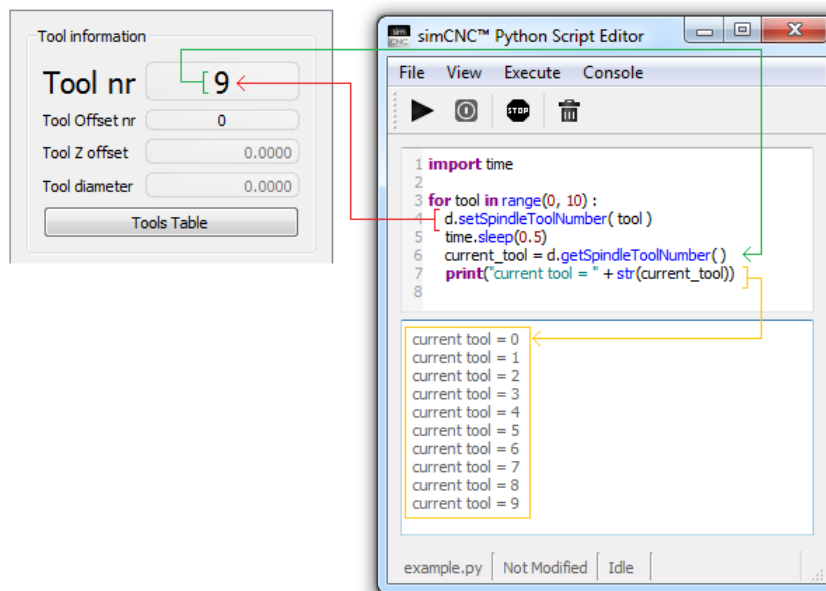 Tool information
Tool nr 9
Tool Offset nr 0
Tool Z offset 0.0000
Tool diameter 0.0000
Tools Table
sim CNC simCNC™ Python Script Editor
File View Execute Console
STOP
1 import time
2
3 for tool in range(0, 10) :
4 d.setSpindleToolNumber( tool )
5 time.sleep(0.5)
6 current_tool = d.getSpindleToolNumber( )
7 print("current tool = " + str(current_tool))
8
current tool = 0
current tool = 1
current tool = 2
current tool = 3
current tool = 4
current tool = 5
current tool = 6
current tool = 7
current tool = 8
current tool = 9
example.py Not Modified Idle